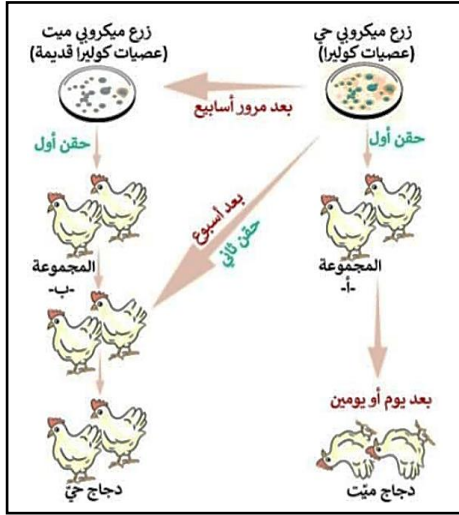 زرع ميكروبي حي
(عصيات كوليرا)
زرع ميكروبي ميت
(عصيات كوليرا قديمة)
بعد مرور أسابيع
حقن أول
حقن أول
بعد أسبوع
حقن ثاني
المجموعة
-أ-
المجموعة
-ب-
بعد يوم أو يومين
دجاج ميّت
دجاج حيّ